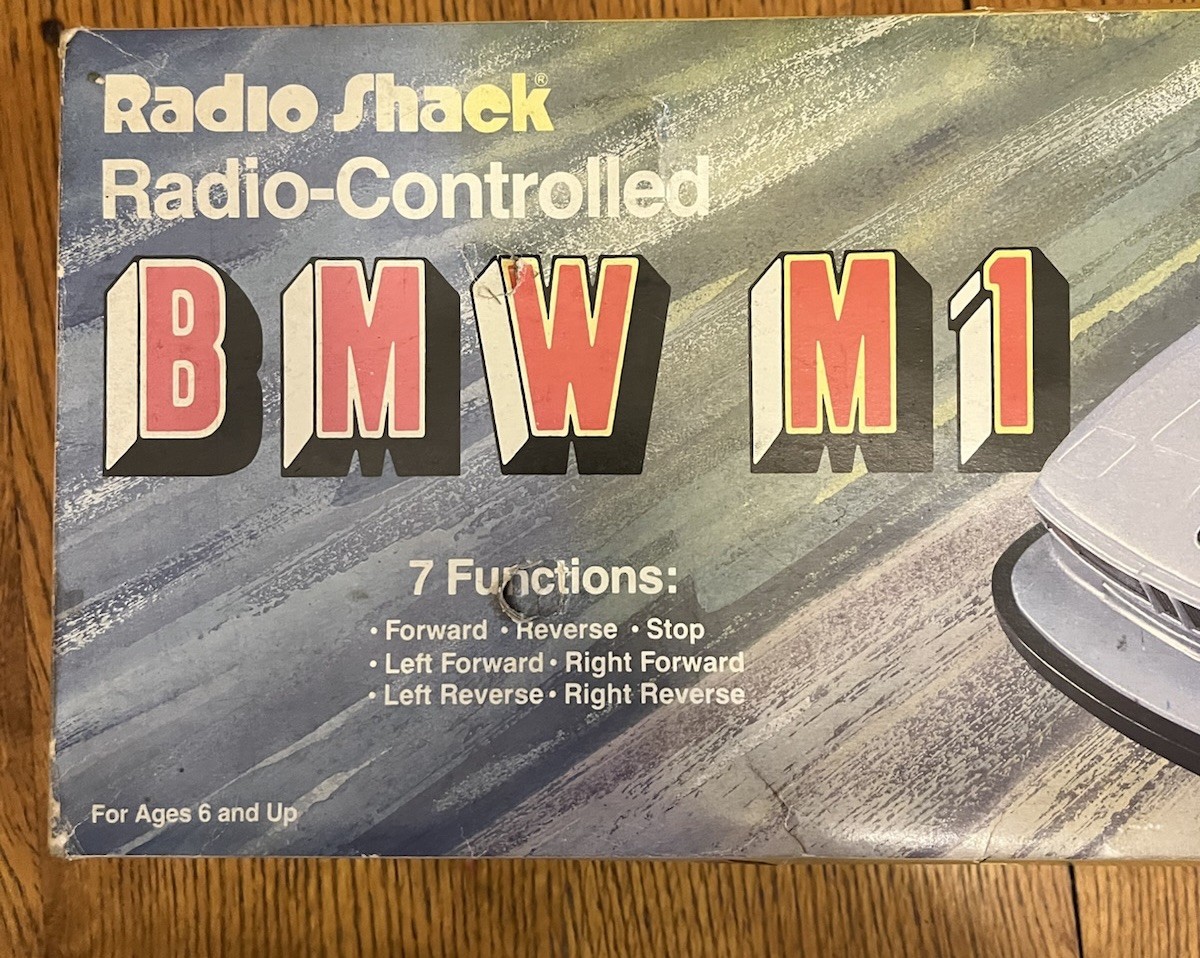 Radio Shack®
Radio-Controlled
BMW M1
7 Functions:
• Forward • Reverse • Stop
• Left Forward • Right Forward
• Left Reverse • Right Reverse
For Ages 6 and Up